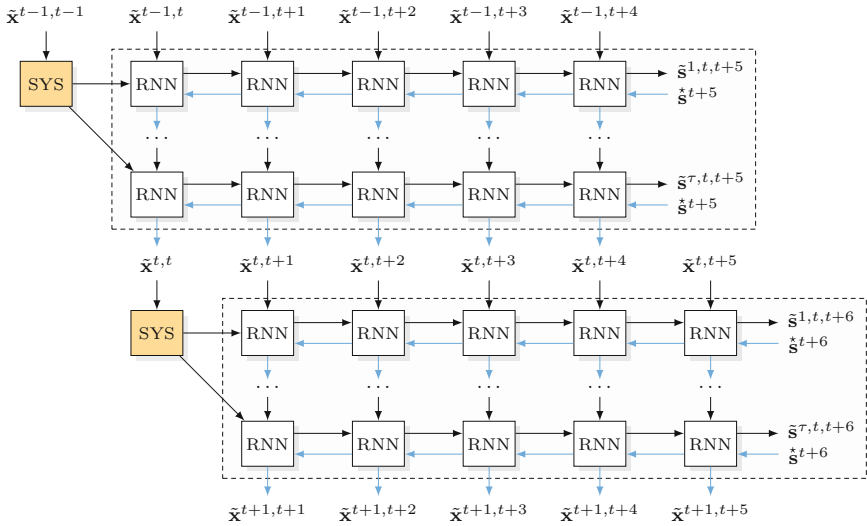 x̃^{t−1,t−1} x̃^{t−1,t} x̃^{t−1,t+1} x̃^{t−1,t+2} x̃^{t−1,t+3} x̃^{t−1,t+4}
SYS RNN RNN RNN RNN RNN s̃^{1,t,t+5}
s⃰^{t+5}
... ... ... ... ...
RNN RNN RNN RNN RNN s̃^{τ,t,t+5}
s⃰^{t+5}
x̃^{t,t} x̃^{t,t+1} x̃^{t,t+2} x̃^{t,t+3} x̃^{t,t+4} x̃^{t,t+5}
SYS RNN RNN RNN RNN RNN s̃^{1,t,t+6}
s⃰^{t+6}
... ... ... ... ...
RNN RNN RNN RNN RNN s̃^{τ,t,t+6}
s⃰^{t+6}
x̃^{t+1,t+1} x̃^{t+1,t+2} x̃^{t+1,t+3} x̃^{t+1,t+4} x̃^{t+1,t+5}